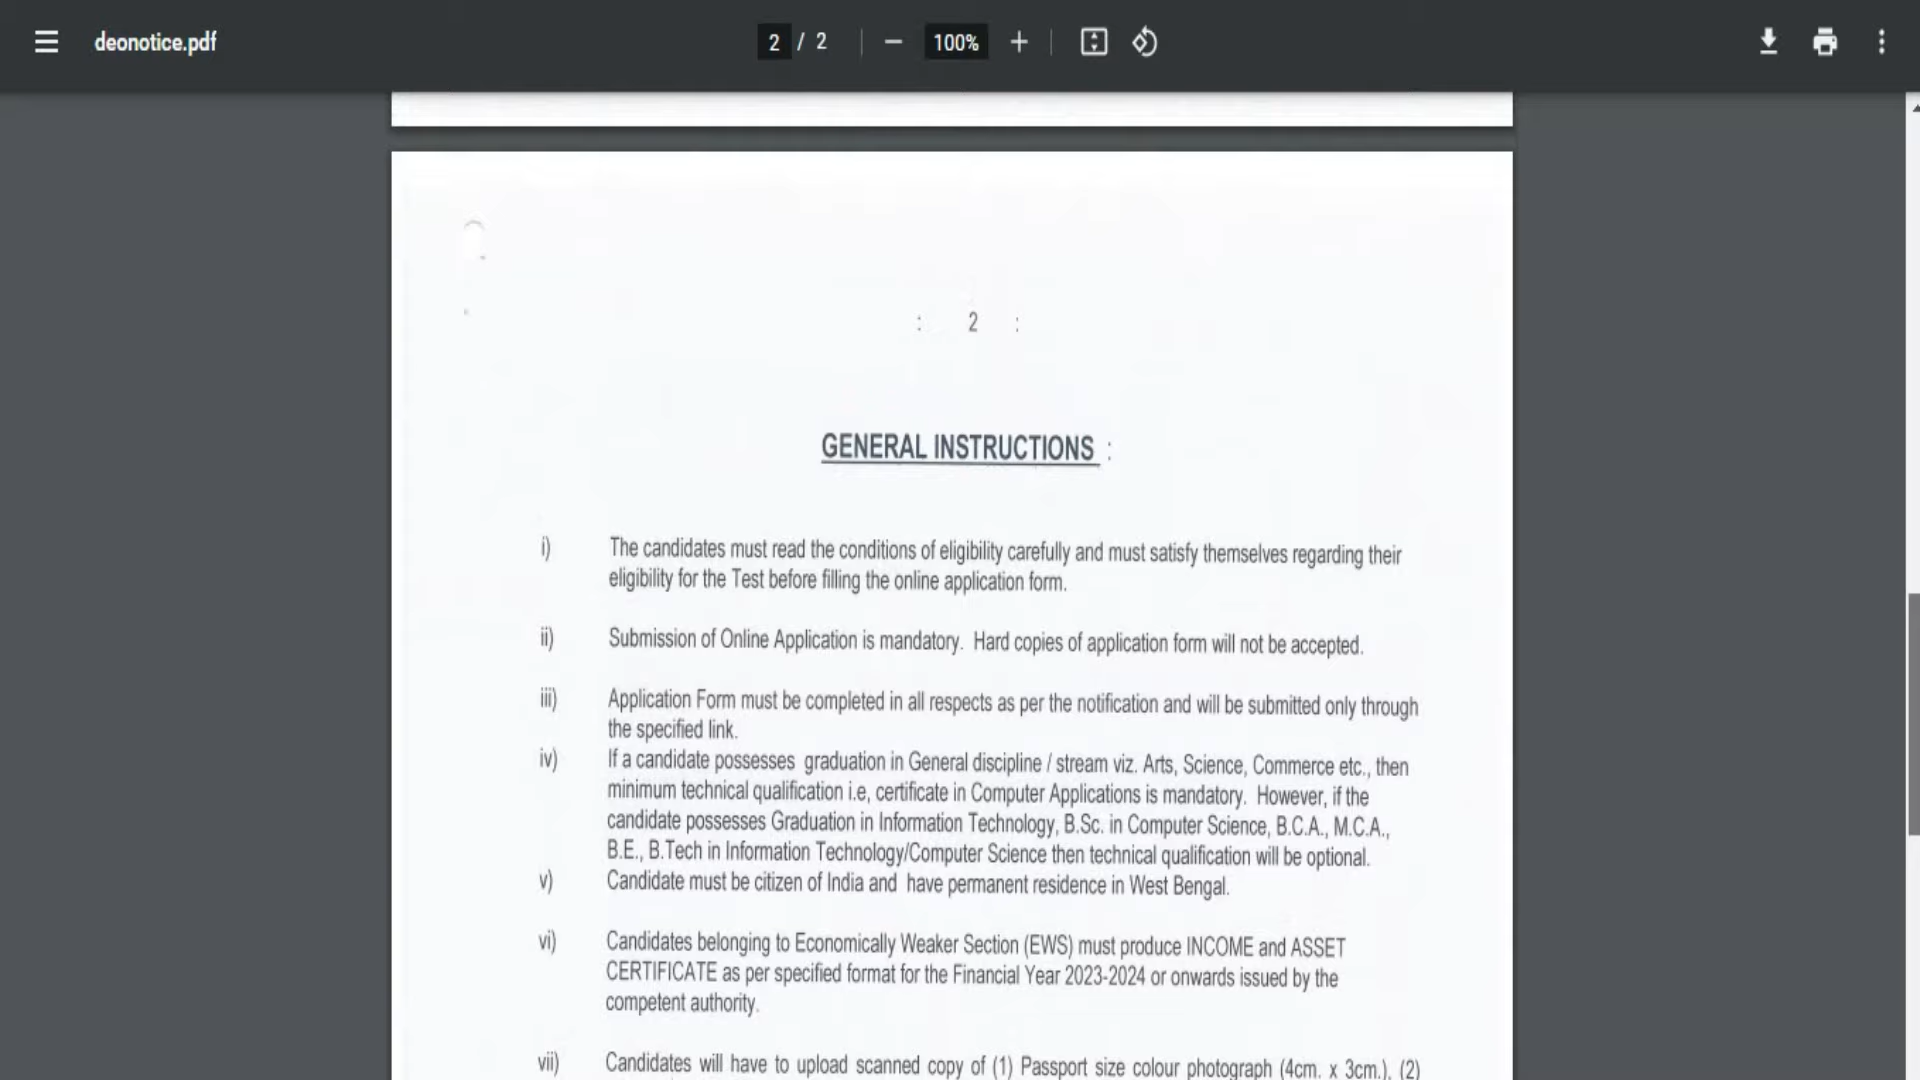 deonotice.pdf
2 / 2
100%
: 2 :
GENERAL INSTRUCTIONS :
i) The candidates must read the conditions of eligibility carefully and must satisfy themselves regarding their
eligibility for the Test before filling the online application form.
ii) Submission of Online Application is mandatory. Hard copies of application form will not be accepted.
iii) Application Form must be completed in all respects as per the notification and will be submitted only through
the specified link.
iv) If a candidate possesses graduation in General discipline / stream viz. Arts, Science, Commerce etc., then
minimum technical qualification i.e, certificate in Computer Applications is mandatory. However, if the
candidate possesses Graduation in Information Technology, B.Sc. in Computer Science, B.C.A., M.C.A.,
B.E., B.Tech in Information Technology/Computer Science then technical qualification will be optional.
v) Candidate must be citizen of India and have permanent residence in West Bengal.
vi) Candidates belonging to Economically Weaker Section (EWS) must produce INCOME and ASSET
CERTIFICATE as per specified format for the Financial Year 2023-2024 or onwards issued by the
competent authority.
vii) Candidates will have to upload scanned copy of (1) Passport size colour photograph (4cm. x 3cm.), (2)